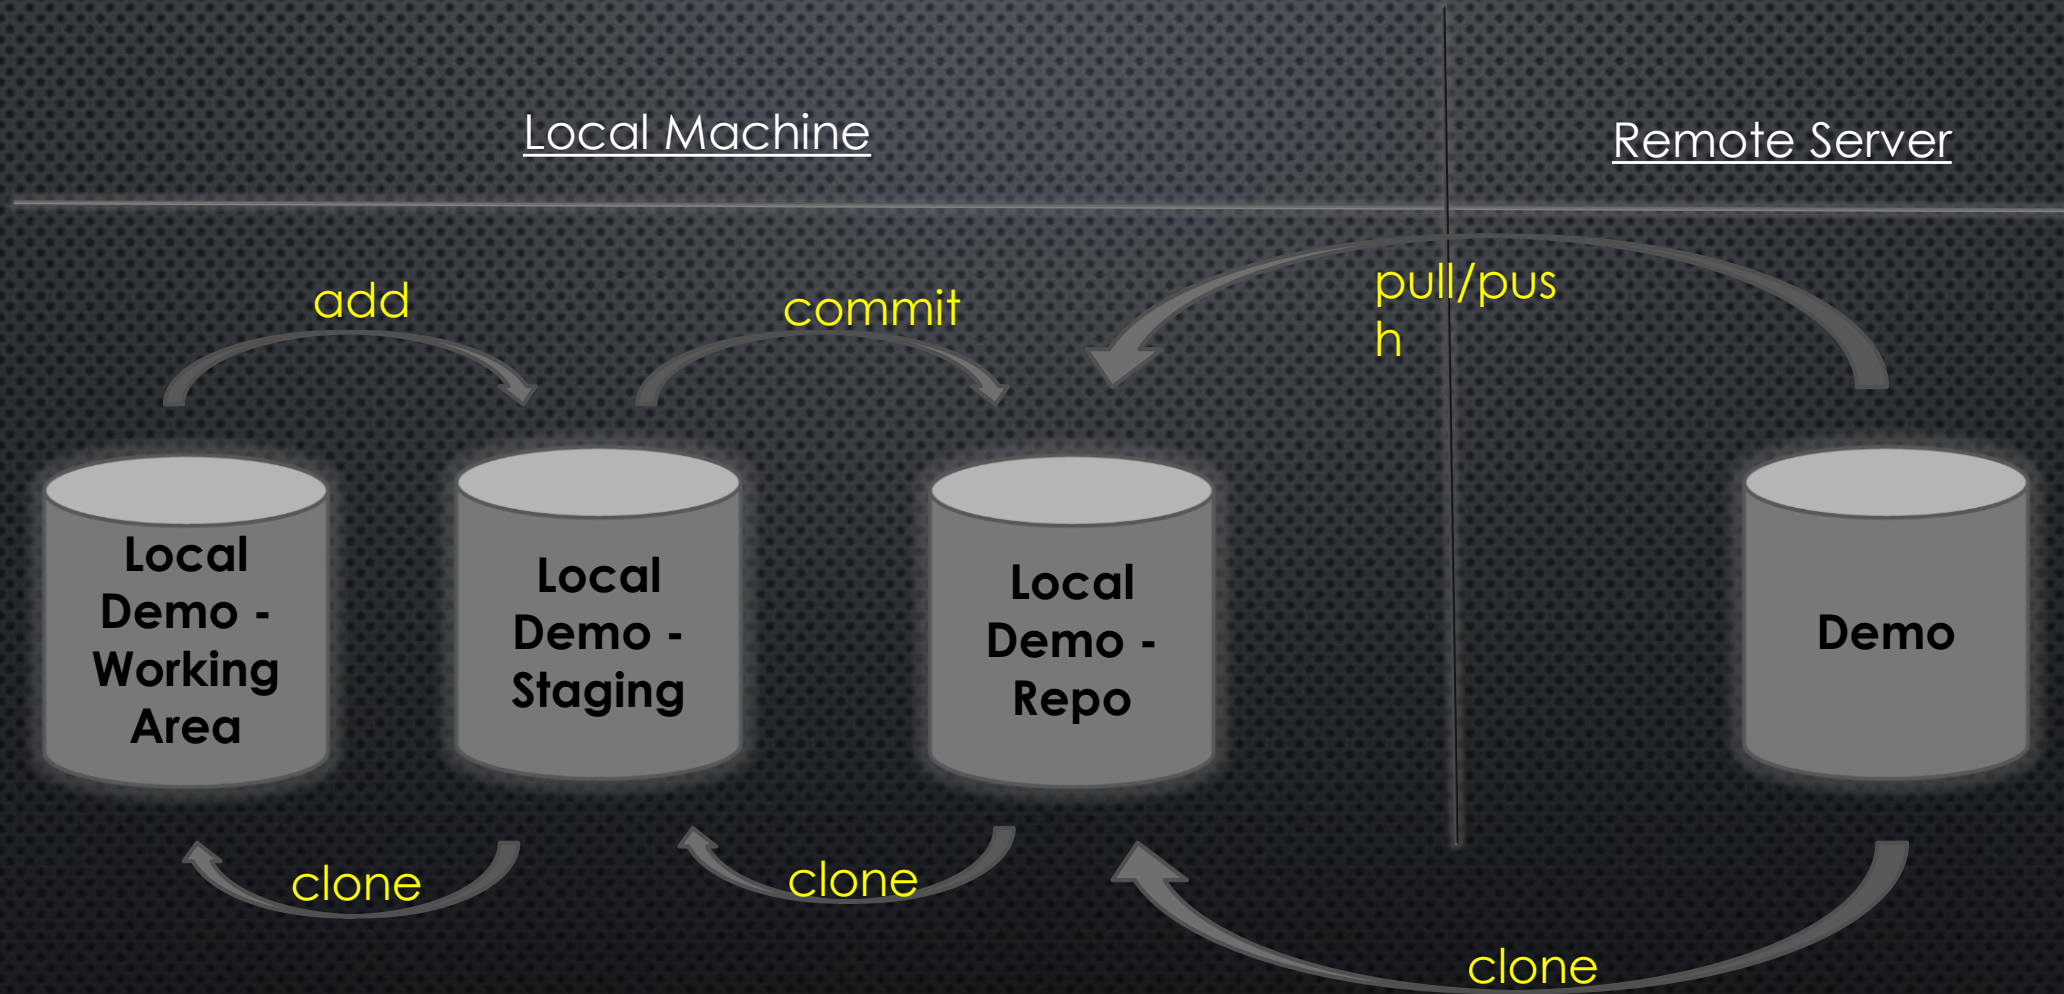 Local Machine
Remote Server
add
commit
pull/pus
h
Local
Demo -
Working
Area
Local
Demo -
Staging
Local
Demo -
Repo
Demo
clone
clone
clone